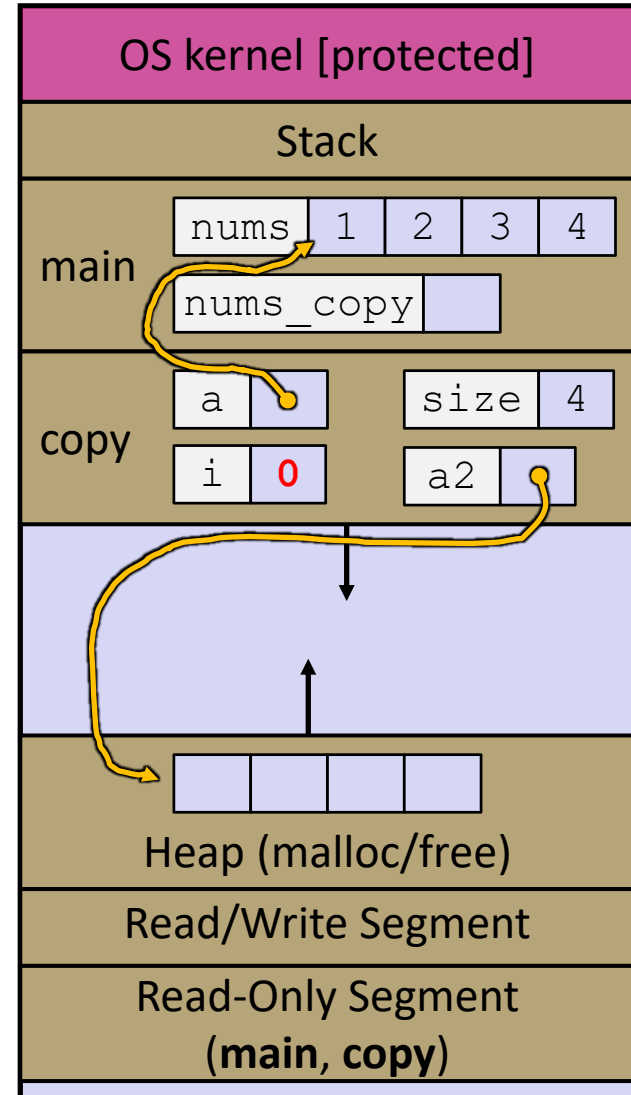 OS kernel [protected]
Stack
main
nums 1 2 3 4
nums_copy
copy
a size 4
i 0 a2
Heap (malloc/free)
Read/Write Segment
Read-Only Segment
(main, copy)